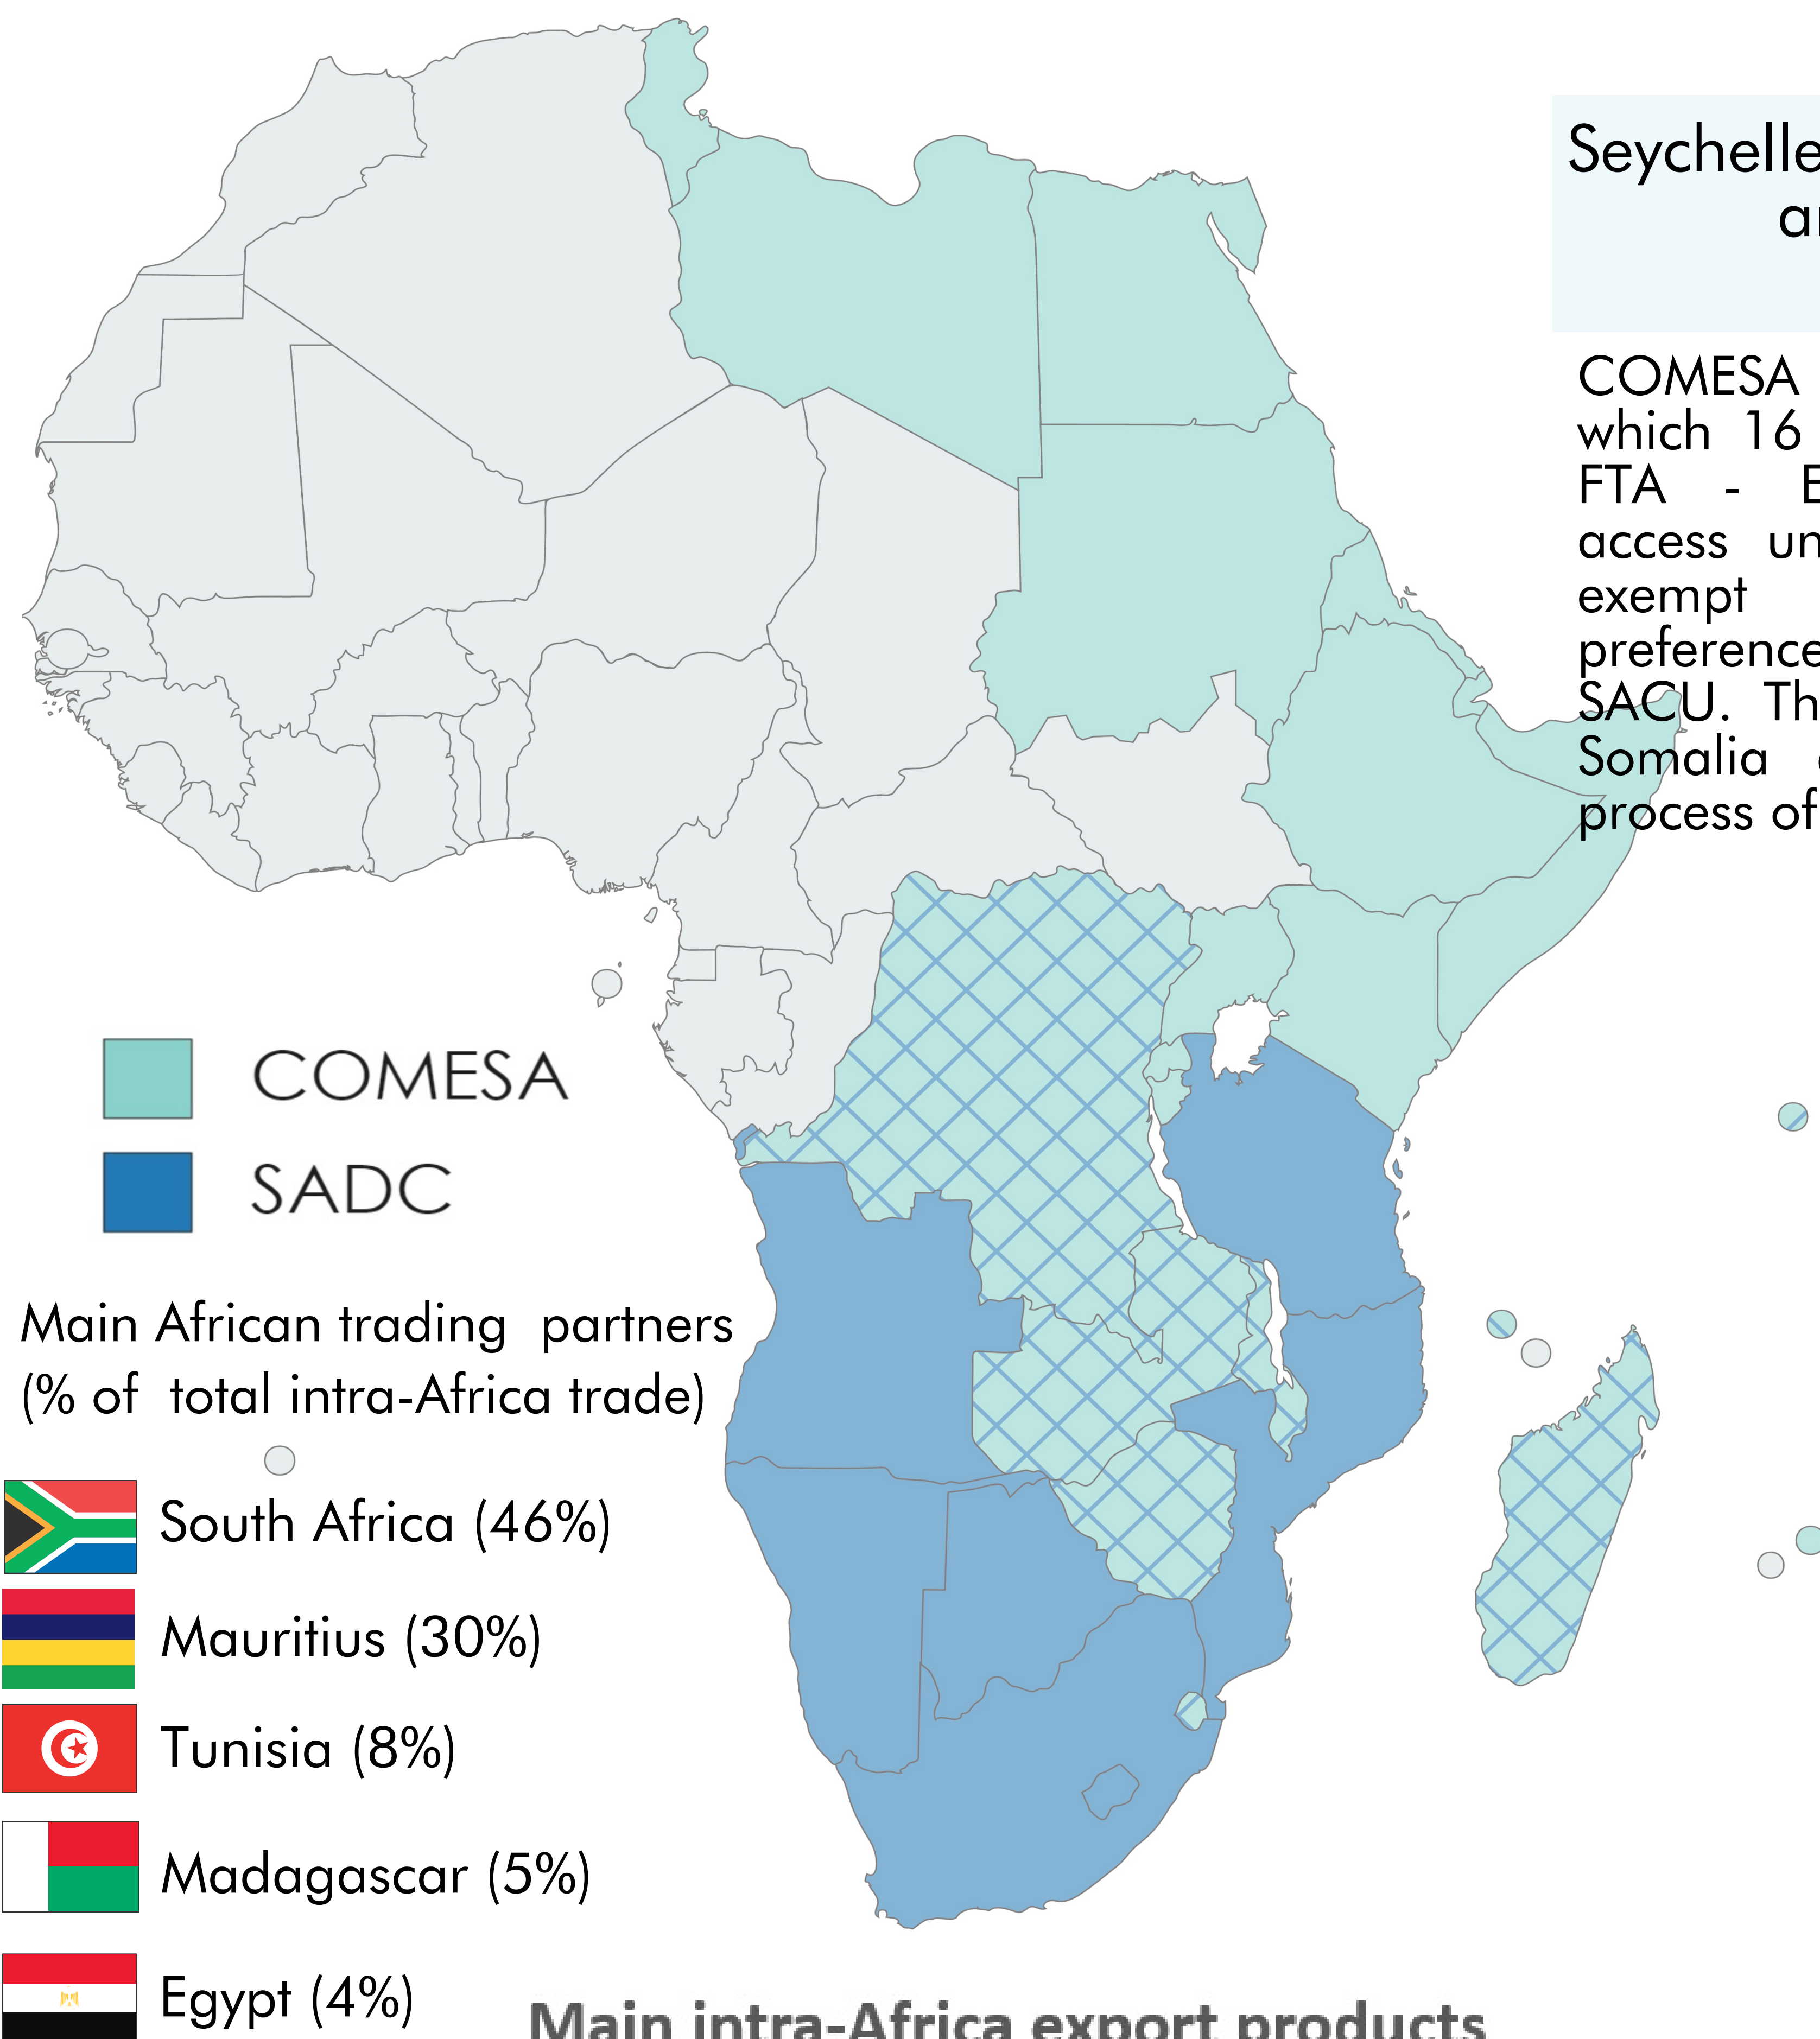 Seychelle
a
COMESA
which 16
FTA - E
access un
exempt
preference
SACU. Th
Somalia
process of
COMESA
SADC
Main African trading partners
(% of total intra-Africa trade)
South Africa (46%)
Mauritius (30%)
Tunisia (8%)
Madagascar (5%)
Egypt (4%)
Main intra-Africa export products